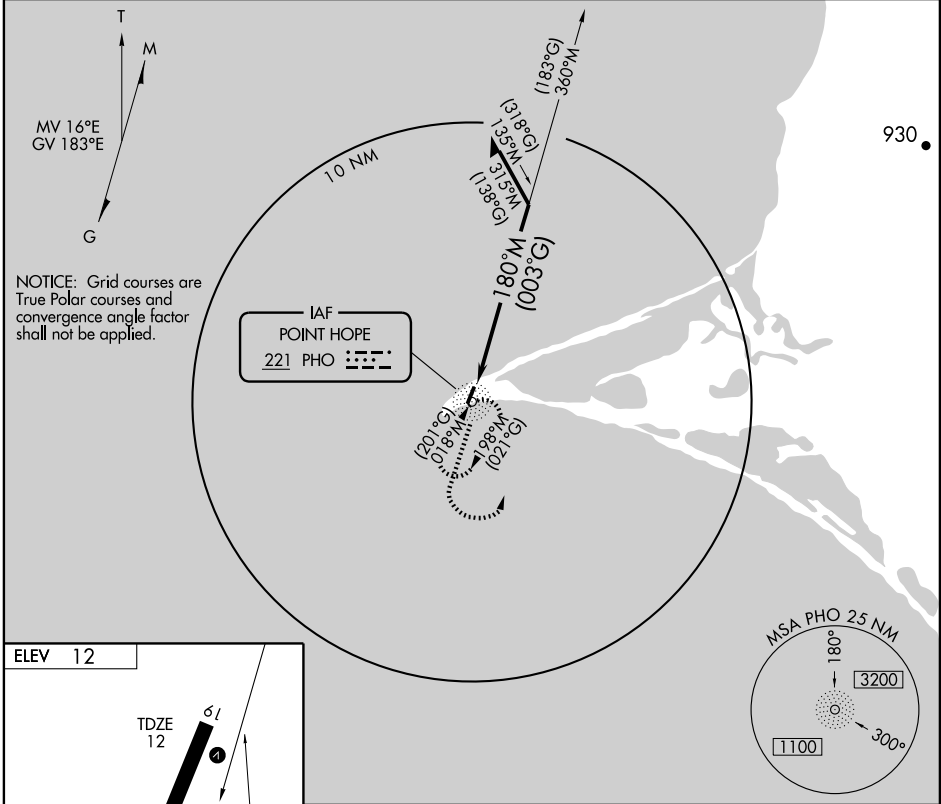 T
M
MV 16°E
GV 183°E
G
NOTICE: Grid courses are
True Polar courses and
convergence angle factor
shall not be applied.
10 NM
(183°G)
360°M
(318°G)
135°M
315°M
(138°G)
180°M
(003°G)
930
IAF
POINT HOPE
221 PHO
(201°G)
018°M
198°M
(021°G)
ELEV 12
TDZE
12
19
V
MSA PHO 25 NM
180°
3200
1100
300°